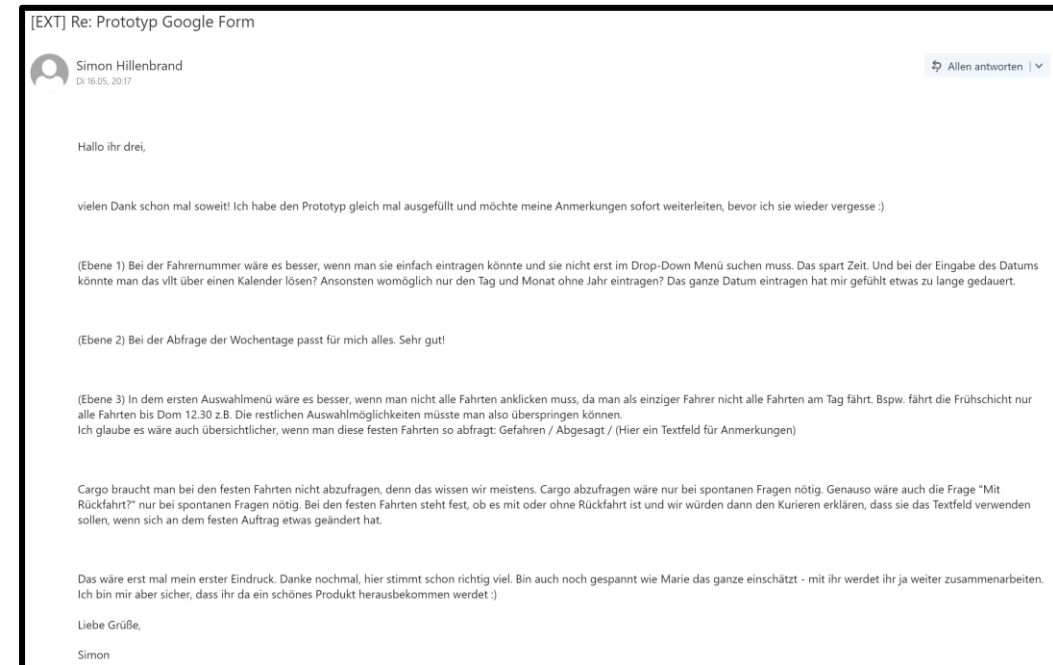 [EXT] Re: Prototyp Google Form
Simon Hillenbrand
Di 16.05, 20:17
Allen antworten
Hallo ihr drei,
vielen Dank schon mal soweit! Ich habe den Prototyp gleich mal ausgefüllt und möchte meine Anmerkungen sofort weiterleiten, bevor ich sie wieder vergesse :)
(Ebene 1) Bei der Fahrernummer wäre es besser, wenn man sie einfach eintragen könnte und sie nicht erst im Drop-Down Menü suchen muss. Das spart Zeit. Und bei der Eingabe des Datums
könnte man das vllt über einen Kalender lösen? Ansonsten womöglich nur den Tag und Monat ohne Jahr eintragen? Das ganze Datum eintragen hat mir gefühlt etwas zu lange gedauert.
(Ebene 2) Bei der Abfrage der Wochentage passt für mich alles. Sehr gut!
(Ebene 3) In dem ersten Auswahlmenü wäre es besser, wenn man nicht alle Fahrten anklicken muss, da man als einziger Fahrer nicht alle Fahrten am Tag fährt. Bspw. fährt die Frühschicht nur
alle Fahrten bis Dom 12.30 z.B. Die restlichen Auswahlmöglichkeiten müsste man also überspringen können.
Ich glaube es wäre auch übersichtlicher, wenn man diese festen Fahrten so abfragt: Gefahren / Abgesagt / (Hier ein Textfeld für Anmerkungen)
Cargo braucht man bei den festen Fahrten nicht abzufragen, denn das wissen wir meistens. Cargo abzufragen wäre nur bei spontanen Fragen nötig. Genauso wäre auch die Frage "Mit
Rückfahrt?" nur bei spontanen Fragen nötig. Bei den festen Fahrten steht fest, ob es mit oder ohne Rückfahrt ist und wir würden dann den Kurieren erklären, dass sie das Textfeld verwenden
sollen, wenn sich an dem festen Auftrag etwas geändert hat.
Das wäre erst mal mein erster Eindruck. Danke nochmal, hier stimmt schon richtig viel. Bin auch noch gespannt wie Marie das ganze einschätzt - mit ihr werdet ihr ja weiter zusammenarbeiten.
Ich bin mir aber sicher, dass ihr da ein schönes Produkt herausbekommen werdet :)
Liebe Grüße,
Simon